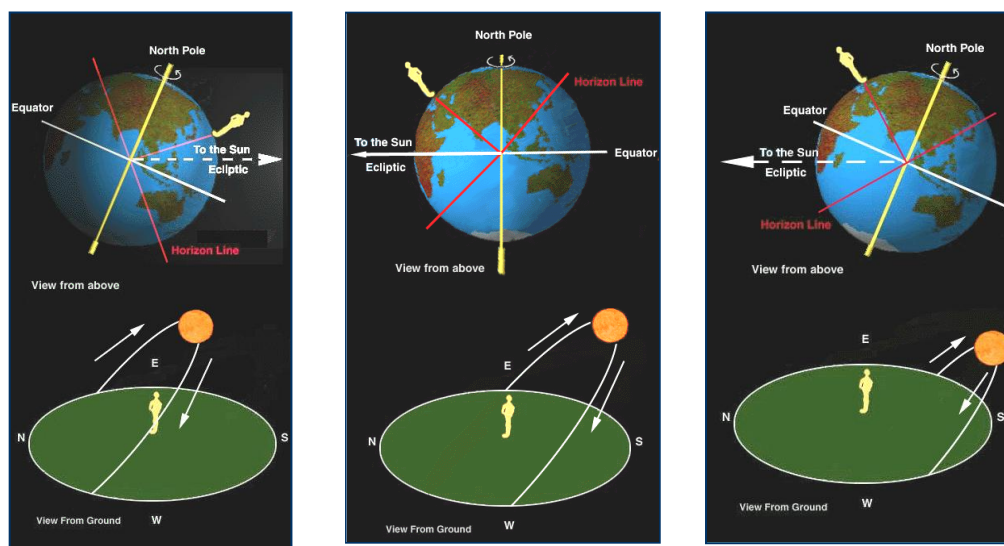 North Pole
Equator
To the Sun
Ecliptic
Horizon Line
View from above
E
N
S
View From Ground
W
North Pole
Horizon Line
To the Sun
Ecliptic
Equator
View from above
E
N
S
View From Ground
W
North Pole
Equator
To the Sun
Ecliptic
Horizon Line
View from above
E
N
S
View From Ground
W